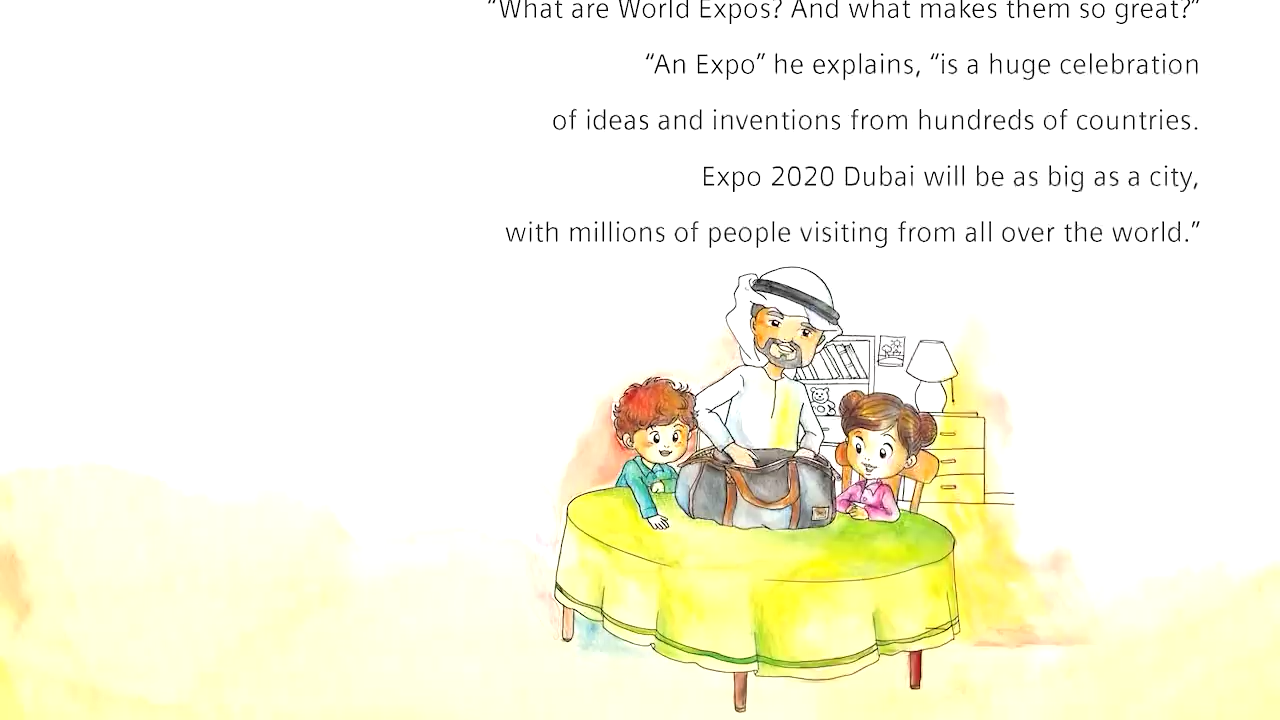 “What are World Expos? And what makes them so great?”
“An Expo” he explains, “is a huge celebration
of ideas and inventions from hundreds of countries.
Expo 2020 Dubai will be as big as a city,
with millions of people visiting from all over the world.”